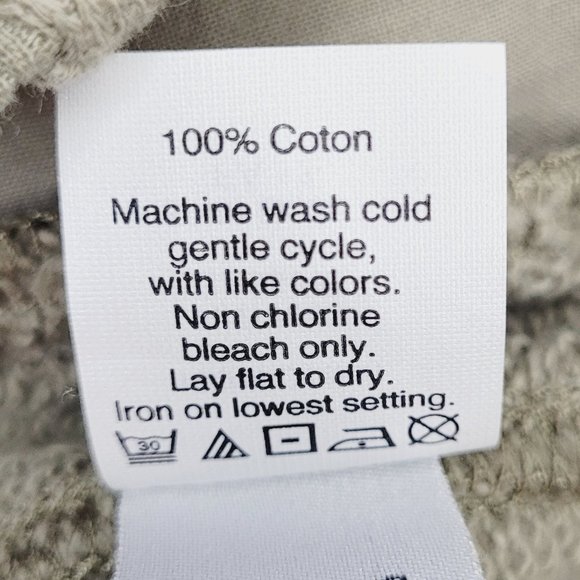 100% Coton
Machine wash cold
gentle cycle,
with like colors.
Non chlorine
bleach only.
Lay flat to dry.
Iron on lowest setting.
30